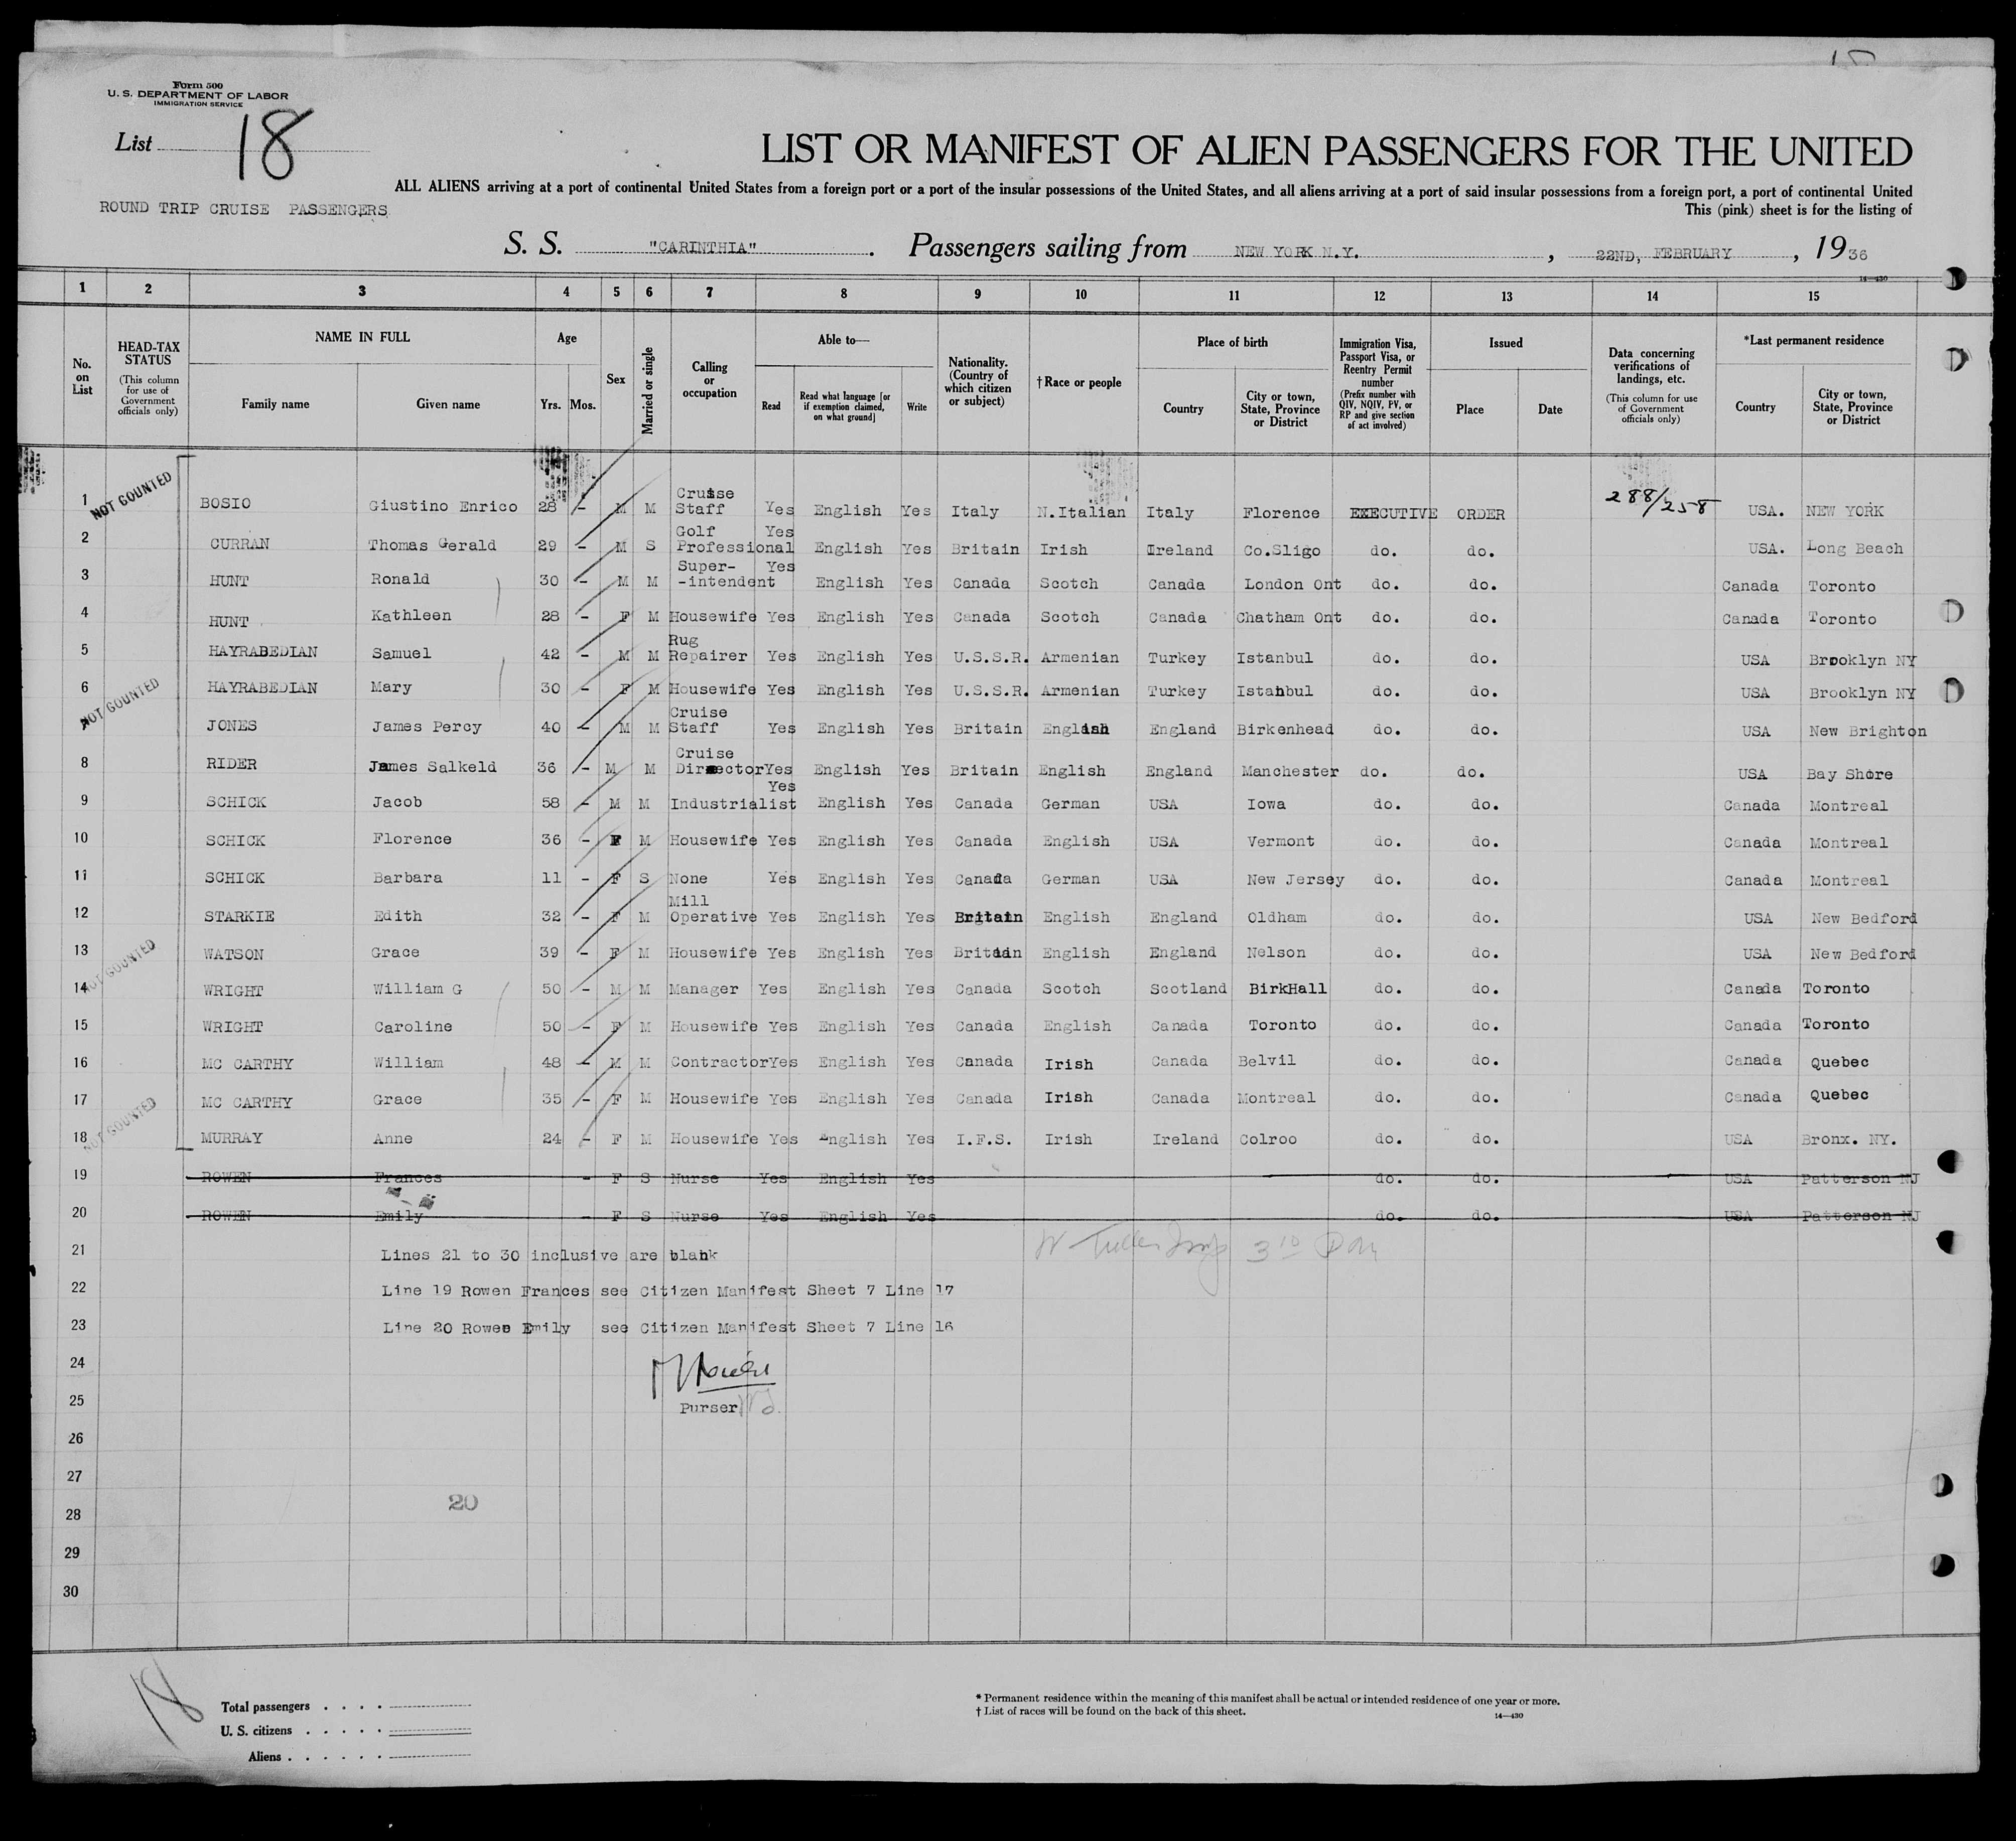 Form 500
U. S. DEPARTMENT OF LABOR
IMMIGRATION SERVICE
List 18
LIST OR MANIFEST OF ALIEN PASSENGERS FOR THE UNITED
ALL ALIENS arriving at a port of continental United States from a foreign port or a port of the insular possessions of the United States, and all aliens arriving at a port of said insular possessions from a foreign port, a port of continental United
ROUND TRIP CRUISE PASSENGERS
This (pink) sheet is for the listing of
S. S. "CARINTHIA". Passengers sailing from NEW YORK N.Y., 22ND, FEBRUARY, 1936
14—430
1 2 3 4 5 6 7 8 9 10 11 12 13 14 15
No. on List
HEAD-TAX STATUS (This column for use of Government officials only)
NAME IN FULL
Family name Given name
Age
Yrs. Mos.
Sex
Married or single
Calling or occupation
Able to—
Read Read what language [or if exemption claimed, on what ground] Write
Nationality. (Country of which citizen or subject)
†Race or people
Place of birth
Country City or town, State, Province or District
Immigration Visa, Passport Visa, or Reentry Permit number (Prefix number with QIV, NQIV, PV, or RP and give section of act involved)
Issued
Place Date
Data concerning verifications of landings, etc. (This column for use of Government officials only)
*Last permanent residence
Country City or town, State, Province or District
NOT COUNTED
1 BOSIO Giustino Enrico 28 - M M Cruise Staff Yes English Yes Italy N.Italian Italy Florence EXECUTIVE ORDER 288/258 USA. NEW YORK
2 CURRAN Thomas Gerald 29 - M S Golf Professional Yes English Yes Britain Irish Ireland Co.Sligo do. do. USA. Long Beach
3 HUNT Ronald 30 - M M Super- -intendent Yes English Yes Canada Scotch Canada London Ont do. do. Canada Toronto
4 HUNT Kathleen 28 - F M Housewife Yes English Yes Canada Scotch Canada Chatham Ont do. do. Canada Toronto
5 HAYRABEDIAN Samuel 42 - M M Rug Repairer Yes English Yes U.S.S.R. Armenian Turkey Istanbul do. do. USA Brooklyn NY
6 HAYRABEDIAN Mary 30 - F M Housewife Yes English Yes U.S.S.R. Armenian Turkey Istanbul do. do. USA Brooklyn NY
NOT COUNTED
7 JONES James Percy 40 - M M Cruise Staff Yes English Yes Britain English England Birkenhead do. do. USA New Brighton
8 RIDER James Salkeld 36 - M M Cruise Director Yes English Yes Britain English England Manchester do. do. USA Bay Shore
9 SCHICK Jacob 58 - M M Industrialist Yes English Yes Canada German USA Iowa do. do. Canada Montreal
10 SCHICK Florence 36 - F M Housewife Yes English Yes Canada English USA Vermont do. do. Canada Montreal
11 SCHICK Barbara 11 - F S None Yes English Yes Canada German USA New Jersey do. do. Canada Montreal
12 STARKIE Edith 32 - F M Mill Operative Yes English Yes Britain English England Oldham do. do. USA New Bedford
13 WATSON Grace 39 - F M Housewife Yes English Yes Britain English England Nelson do. do. USA New Bedford
NOT COUNTED
14 WRIGHT William G 50 - M M Manager Yes English Yes Canada Scotch Scotland BirkHall do. do. Canada Toronto
15 WRIGHT Caroline 50 - F M Housewife Yes English Yes Canada English Canada Toronto do. do. Canada Toronto
16 MC CARTHY William 48 - M M Contractor Yes English Yes Canada Irish Canada Belvil do. do. Canada Quebec
17 MC CARTHY Grace 35 - F M Housewife Yes English Yes Canada Irish Canada Montreal do. do. Canada Quebec
NOT COUNTED
18 MURRAY Anne 24 - F M Housewife Yes English Yes I.F.S. Irish Ireland Colroo do. do. USA Bronx. NY.
19 ROWEN Frances - F S Nurse Yes English Yes do. do. USA Patterson NJ
20 ROWEN Emily - F S Nurse Yes English Yes do. do. USA Patterson NJ
21 Lines 21 to 30 inclusive are blank
22 Line 19 Rowen Frances see Citizen Manifest Sheet 7 Line 17
23 Line 20 Rowen Emily see Citizen Manifest Sheet 7 Line 16
24
25 Purser
26
27
28 20
29
30
18
Total passengers . . . .
U. S. citizens . . . . .
Aliens . . . . . .
* Permanent residence within the meaning of this manifest shall be actual or intended residence of one year or more.
† List of races will be found on the back of this sheet.
14—430